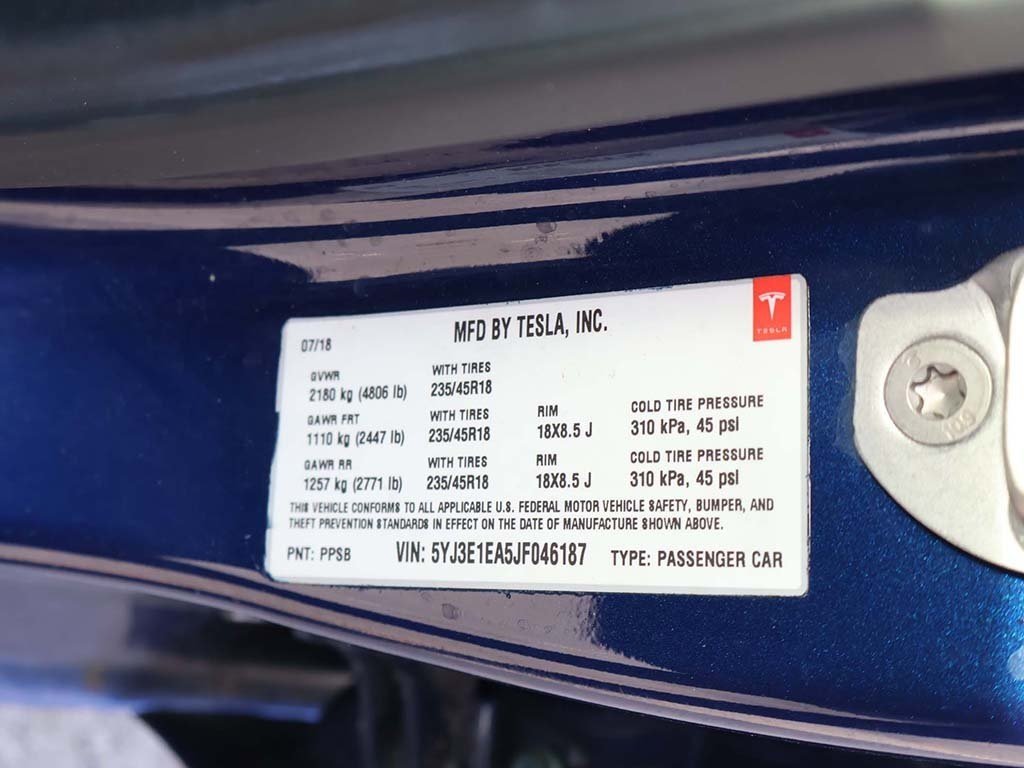 MFD BY TESLA, INC.
TESLA
07/18
GVWR WITH TIRES
2180 kg (4806 lb) 235/45R18
GAWR FRT WITH TIRES RIM COLD TIRE PRESSURE
1110 kg (2447 lb) 235/45R18 18X8.5 J 310 kPa, 45 psi
GAWR RR WITH TIRES RIM COLD TIRE PRESSURE
1257 kg (2771 lb) 235/45R18 18X8.5 J 310 kPa, 45 psi
THIS VEHICLE CONFORMS TO ALL APPLICABLE U.S. FEDERAL MOTOR VEHICLE SAFETY, BUMPER, AND
THEFT PREVENTION STANDARDS IN EFFECT ON THE DATE OF MANUFACTURE SHOWN ABOVE.
PNT: PPSB VIN: 5YJ3E1EA5JF046187 TYPE: PASSENGER CAR
10.9